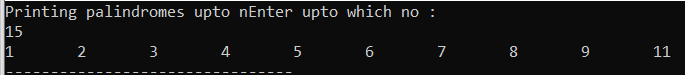 Printing palindromes upto nEnter upto which no :
15
1 2 3 4 5 6 7 8 9 11
--------------------------------